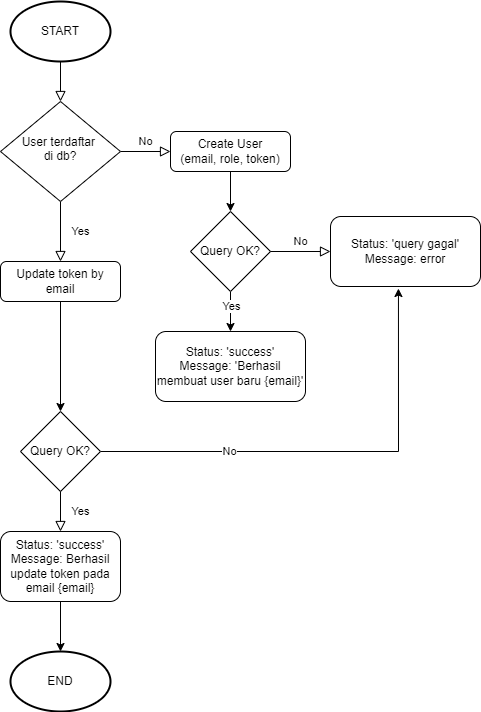 START
User terdaftar
di db?
No
Create User
(email, role, token)
Yes
Query OK?
No
Status: 'query gagal'
Message: error
Update token by
email
Yes
Status: 'success'
Message: 'Berhasil
membuat user baru {email}'
Query OK?
No
Yes
Status: 'success'
Message: Berhasil
update token pada
email {email}
END